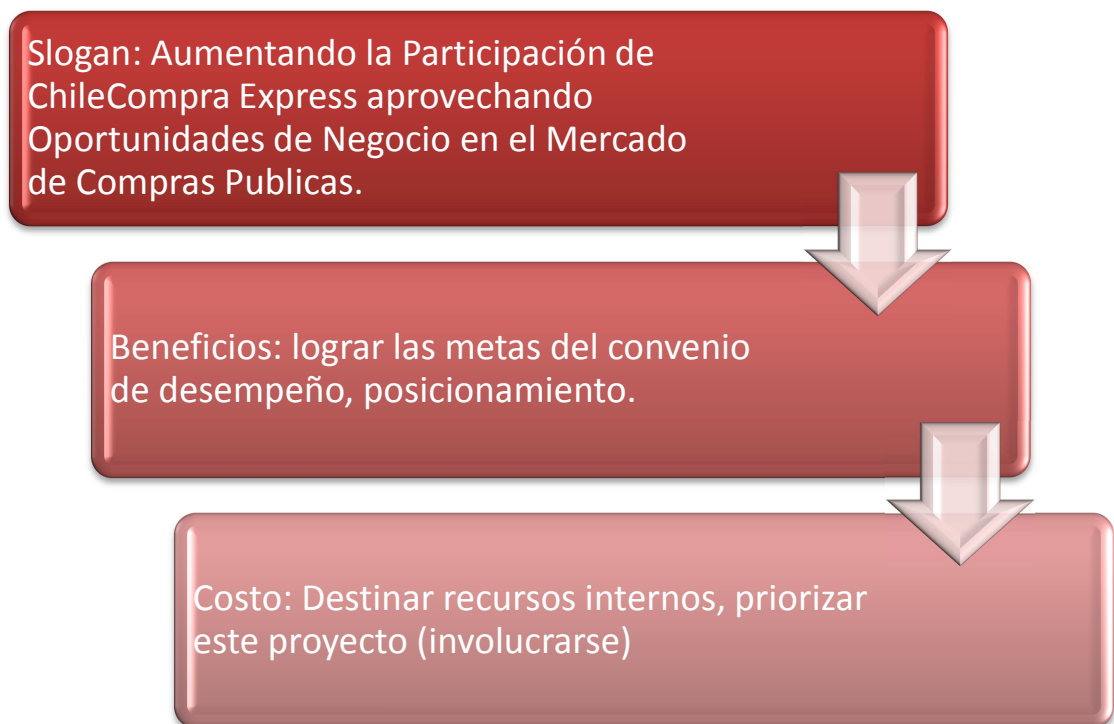 Slogan: Aumentando la Participación de
ChileCompra Express aprovechando
Oportunidades de Negocio en el Mercado
de Compras Publicas.
Beneficios: lograr las metas del convenio
de desempeño, posicionamiento.
Costo: Destinar recursos internos, priorizar
este proyecto (involucrarse)